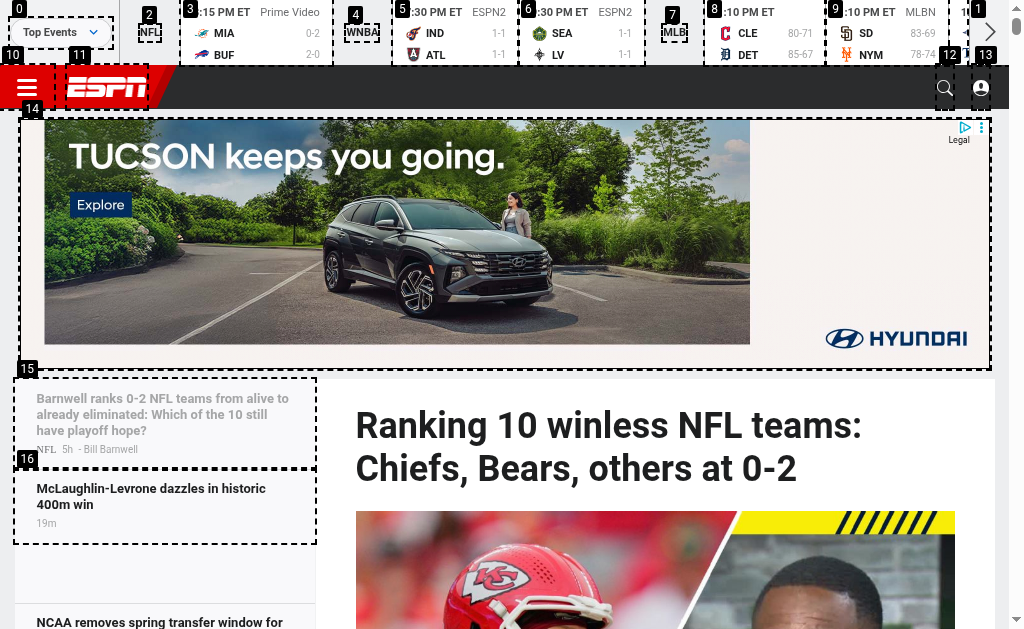 0
2
3
4
5
6
7
8
9
1
Top Events
NFL
:15 PM ET Prime Video
MIA 0-2
BUF 2-0
WNBA
:30 PM ET ESPN2
IND 1-1
ATL 1-1
:30 PM ET ESPN2
SEA 1-1
LV 1-1
MLB
:10 PM ET
CLE 80-71
DET 85-67
:10 PM ET MLBN
SD 83-69
NYM 78-74
10
11
12
13
ESPN
14
TUCSON keeps you going.
Explore
Legal
HYUNDAI
15
Barnwell ranks 0-2 NFL teams from alive to
already eliminated: Which of the 10 still
have playoff hope?
NFL 5h - Bill Barnwell
16
McLaughlin-Levrone dazzles in historic
400m win
19m
NCAA removes spring transfer window for
Ranking 10 winless NFL teams:
Chiefs, Bears, others at 0-2
KC